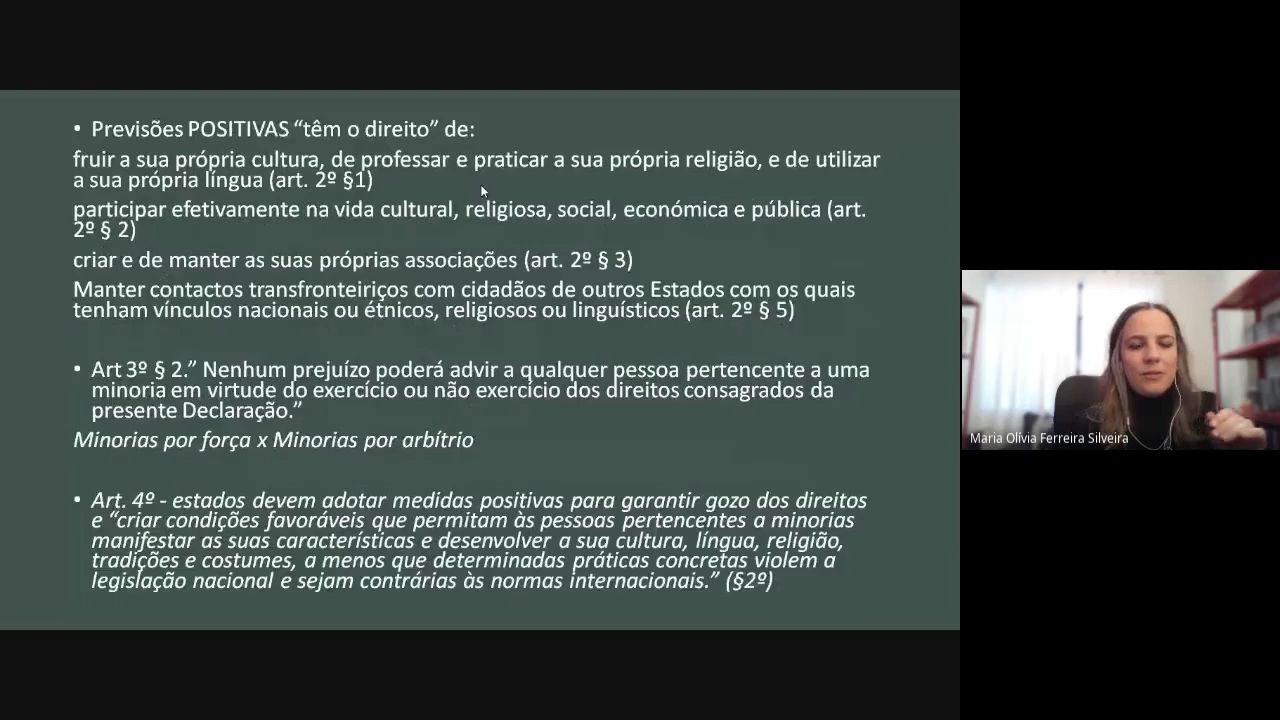 • Previsões POSITIVAS “têm o direito” de:
fruir a sua própria cultura, de professar e praticar a sua própria religião, e de utilizar
a sua própria língua (art. 2º §1)
participar efetivamente na vida cultural, religiosa, social, económica e pública (art.
2º § 2)
criar e de manter as suas próprias associações (art. 2º § 3)
Manter contactos transfronteiriços com cidadãos de outros Estados com os quais
tenham vínculos nacionais ou étnicos, religiosos ou linguísticos (art. 2º § 5)
• Art 3º § 2.” Nenhum prejuízo poderá advir a qualquer pessoa pertencente a uma
minoria em virtude do exercício ou não exercício dos direitos consagrados da
presente Declaração.”
Minorias por força x Minorias por arbítrio
• Art. 4º - estados devem adotar medidas positivas para garantir gozo dos direitos
e “criar condições favoráveis que permitam às pessoas pertencentes a minorias
manifestar as suas características e desenvolver a sua cultura, língua, religião,
tradições e costumes, a menos que determinadas práticas concretas violem a
legislação nacional e sejam contrárias às normas internacionais.” (§2º)
Maria Olívia Ferreira Silveira